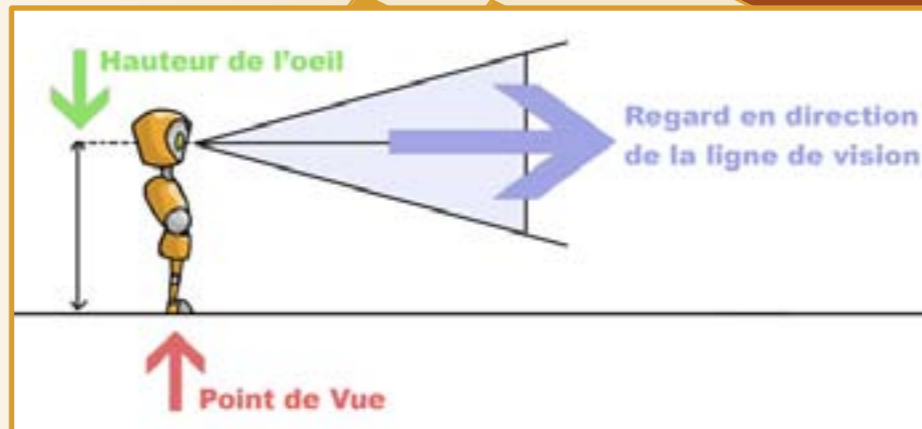 Hauteur de l'oeil
Regard en direction
de la ligne de vision
Point de Vue